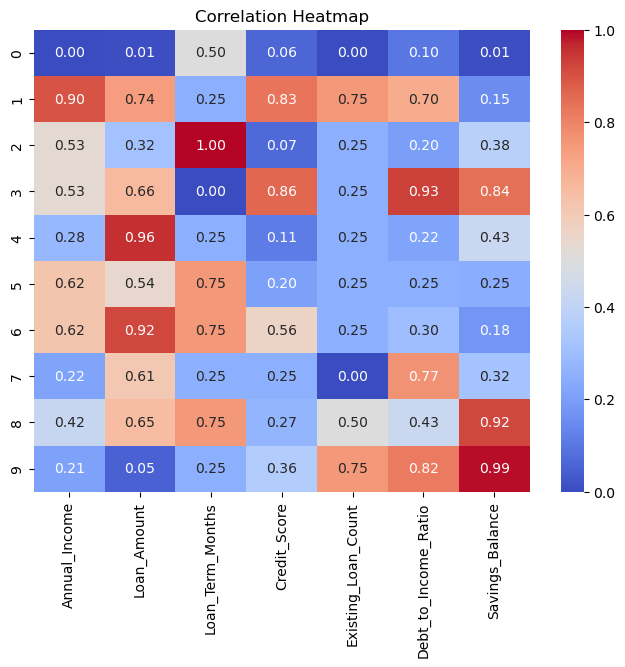 Correlation Heatmap
0 0.00 0.01 0.50 0.06 0.00 0.10 0.01
1 0.90 0.74 0.25 0.83 0.75 0.70 0.15
2 0.53 0.32 1.00 0.07 0.25 0.20 0.38
3 0.53 0.66 0.00 0.86 0.25 0.93 0.84
4 0.28 0.96 0.25 0.11 0.25 0.22 0.43
5 0.62 0.54 0.75 0.20 0.25 0.25 0.25
6 0.62 0.92 0.75 0.56 0.25 0.30 0.18
7 0.22 0.61 0.25 0.25 0.00 0.77 0.32
8 0.42 0.65 0.75 0.27 0.50 0.43 0.92
9 0.21 0.05 0.25 0.36 0.75 0.82 0.99
Annual_Income
Loan_Amount
Loan_Term_Months
Credit_Score
Existing_Loan_Count
Debt_to_Income_Ratio
Savings_Balance
1.0
0.8
0.6
0.4
0.2
0.0